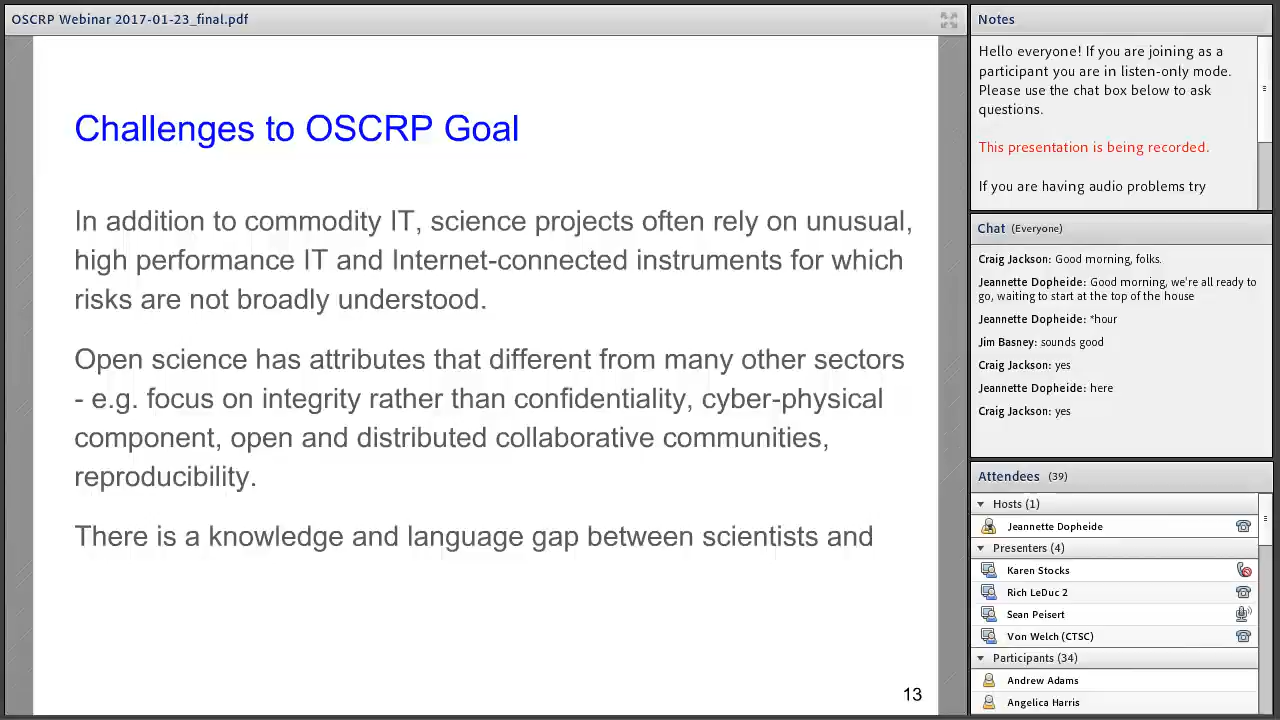 OSCRP Webinar 2017-01-23_final.pdf
Challenges to OSCRP Goal
In addition to commodity IT, science projects often rely on unusual,
high performance IT and Internet-connected instruments for which
risks are not broadly understood.
Open science has attributes that different from many other sectors
- e.g. focus on integrity rather than confidentiality, cyber-physical
component, open and distributed collaborative communities,
reproducibility.
There is a knowledge and language gap between scientists and
13
Notes
Hello everyone! If you are joining as a
participant you are in listen-only mode.
Please use the chat box below to ask
questions.
This presentation is being recorded.
If you are having audio problems try
Chat (Everyone)
Craig Jackson: Good morning, folks.
Jeannette Dopheide: Good morning, we're all ready to
go, waiting to start at the top of the house
Jeannette Dopheide: *hour
Jim Basney: sounds good
Craig Jackson: yes
Jeannette Dopheide: here
Craig Jackson: yes
Attendees (39)
Hosts (1)
Jeannette Dopheide
Presenters (4)
Karen Stocks
Rich LeDuc 2
Sean Peisert
Von Welch (CTSC)
Participants (34)
Andrew Adams
Angelica Harris